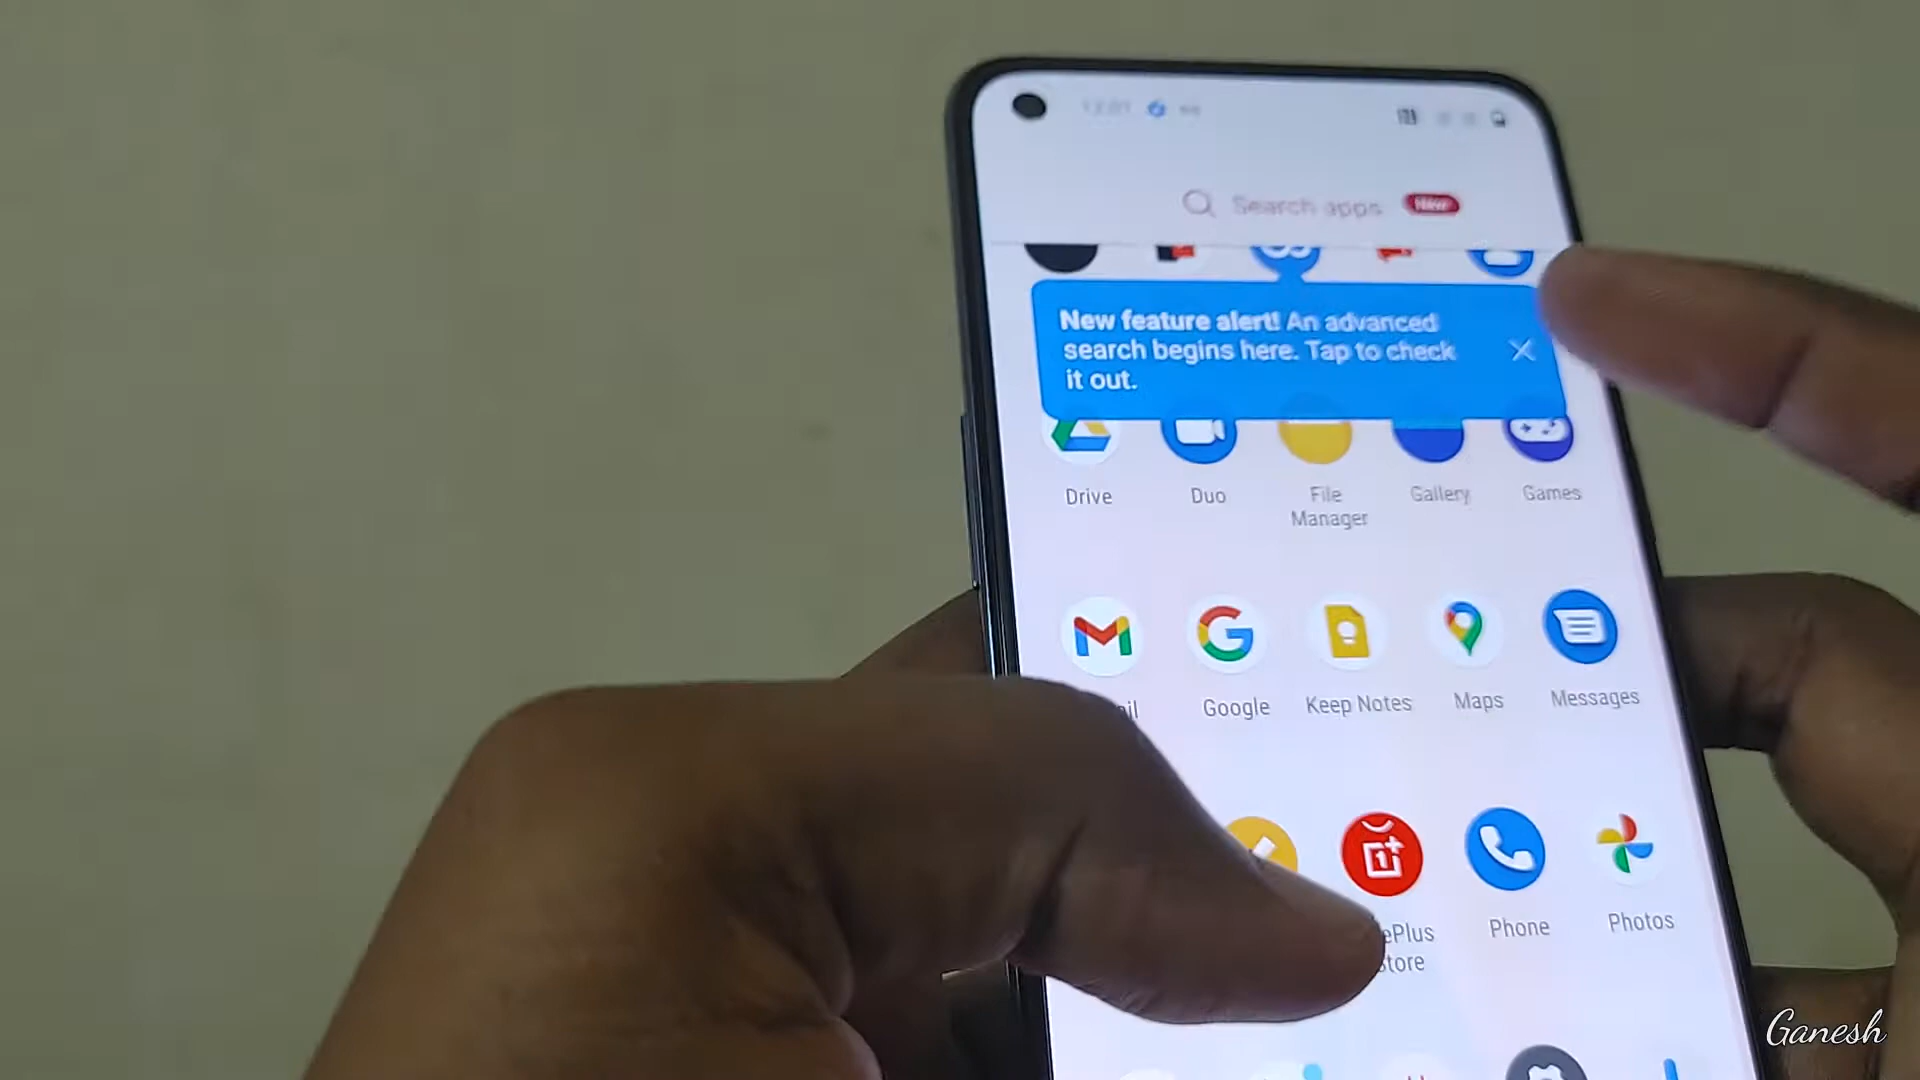 Search apps New
New feature alert! An advanced
search begins here. Tap to check
it out.
Drive Duo File Manager Gallery Games
Google Keep Notes Maps Messages
Phone Photos
Ganesh